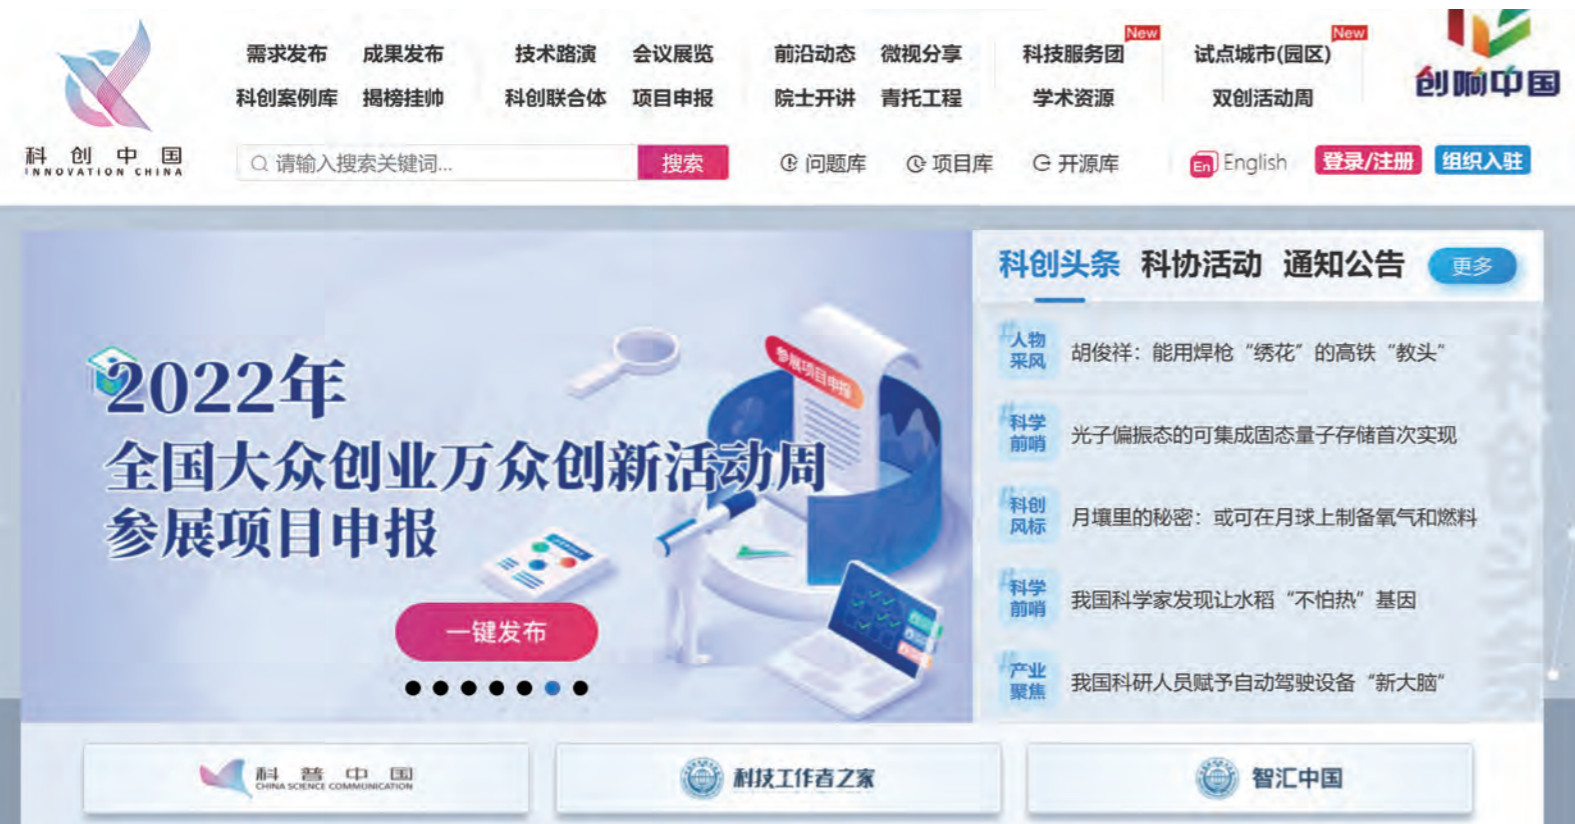 需求发布 成果发布 技术路演 会议展览 前沿动态 微视分享 科技服务团 New 试点城市(园区) New
科创案例库 揭榜挂帅 科创联合体 项目申报 院士开讲 青托工程 学术资源 双创活动周
创响中国
科创中国
INNOVATION CHINA
请输入搜索关键词... 搜索 问题库 项目库 开源库 En English 登录/注册 组织入驻
2022年
全国大众创业万众创新活动周
参展项目申报
参展项目申报
一键发布
科创头条 科协活动 通知公告 更多
人物采风 胡俊祥：能用焊枪“绣花”的高铁“教头”
科学前哨 光子偏振态的可集成固态量子存储首次实现
科创风标 月壤里的秘密：或可在月球上制备氧气和燃料
科学前哨 我国科学家发现让水稻“不怕热”基因
产业聚焦 我国科研人员赋予自动驾驶设备“新大脑”
科普中国
CHINA SCIENCE COMMUNICATION
科技工作者之家
智汇中国